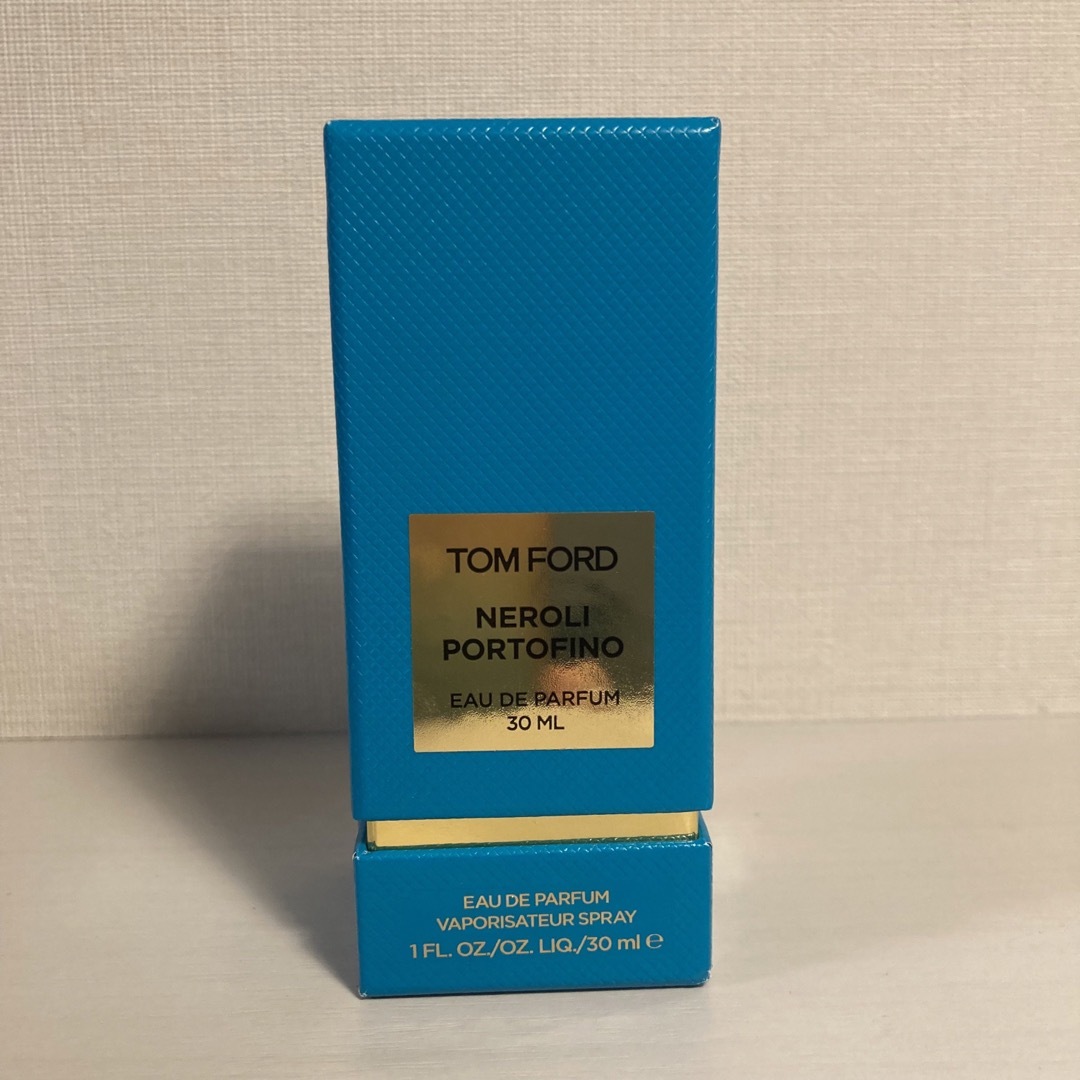 TOM FORD
NEROLI
PORTOFINO
EAU DE PARFUM
30 ML
EAU DE PARFUM
VAPORISATEUR SPRAY
1 FL. OZ./OZ. LIQ./30 ml ℮